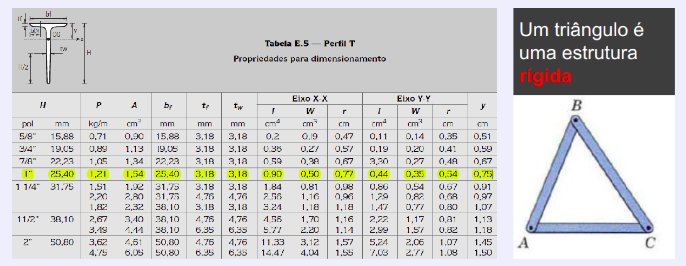 bf
tf
Y
tw
H
H/2
Tabela E.5 — Perfil T
Propriedades para dimensionamento
H P A bf tf tw Eixo X-X Eixo Y-Y y
I W r I W r
pol mm kg/m cm² mm mm mm cm⁴ cm³ cm cm⁴ cm³ cm cm
5/8" 15,88 0,71 0,90 15,88 3,18 3,18 0,2 0,19 0,47 0,11 0,14 0,35 0,51
3/4" 19,05 0,89 1,13 19,05 3,18 3,18 0,36 0,27 0,57 0,19 0,20 0,41 0,59
7/8" 22,23 1,05 1,34 22,23 3,18 3,18 0,59 0,38 0,67 3,30 0,27 0,48 0,67
1" 25,40 1,21 1,54 25,40 3,18 3,18 0,90 0,50 0,77 0,44 0,35 0,54 0,75
1 1/4" 31,75 1,51 1,92 31,75 3,18 3,18 1,84 0,81 0,98 0,86 0,54 0,67 0,91
2,20 2,80 31,75 4,76 4,76 2,56 1,16 0,96 1,29 0,82 0,68 0,97
1,82 2,32 38,10 3,18 3,18 3,24 1,18 1,18 1,47 0,77 0,80 1,07
11/2" 38,10 2,67 3,40 38,10 4,76 4,76 4,56 1,70 1,16 2,22 1,17 0,81 1,13
3,49 4,44 38,10 6,35 6,35 5,77 2,20 1,14 2,99 1,57 0,82 1,18
2" 50,80 3,62 4,61 50,80 4,76 4,76 11,33 3,12 1,57 5,24 2,06 1,07 1,45
4,75 6,05 50,80 6,35 6,35 14,47 4,04 1,55 7,03 2,77 1,08 1,50
Um triângulo é
uma estrutura
rígida
B
A C